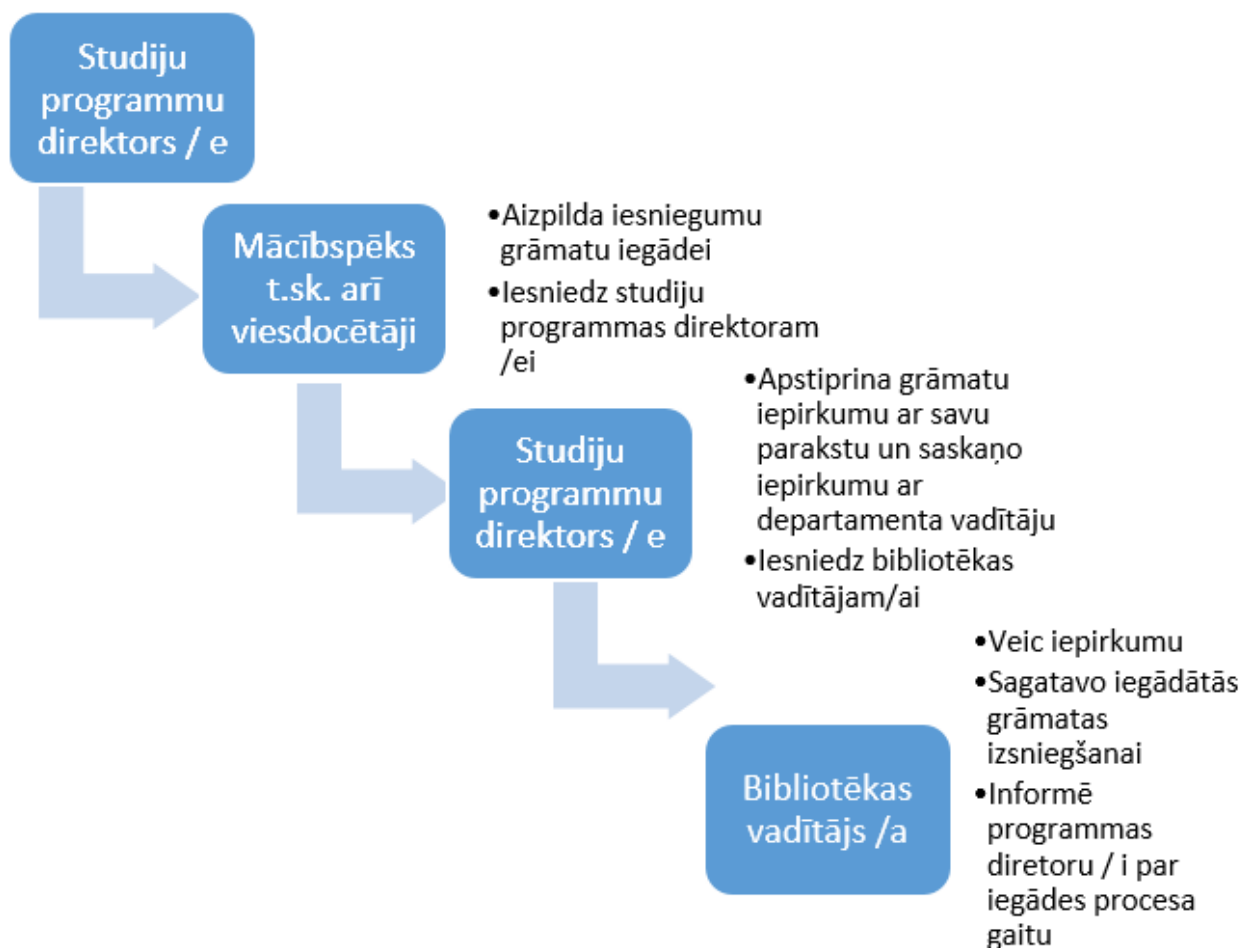 Studiju
programmu
direktors / e
Mācībspēks
t.sk. arī
viesdocētāji
•Aizpilda iesniegumu
grāmatu iegādei
•Iesniedz studiju
programmas direktoram
/ei
Studiju
programmu
direktors / e
•Apstiprina grāmatu
iepirkumu ar savu
parakstu un saskaņo
iepirkumu ar
departamenta vadītāju
•Iesniedz bibliotēkas
vadītājam/ai
Bibliotēkas
vadītājs /a
•Veic iepirkumu
•Sagatavo iegādātās
grāmatas
izsniegšanai
•Informē
programmas
diretoru / i par
iegādes procesa
gaitu